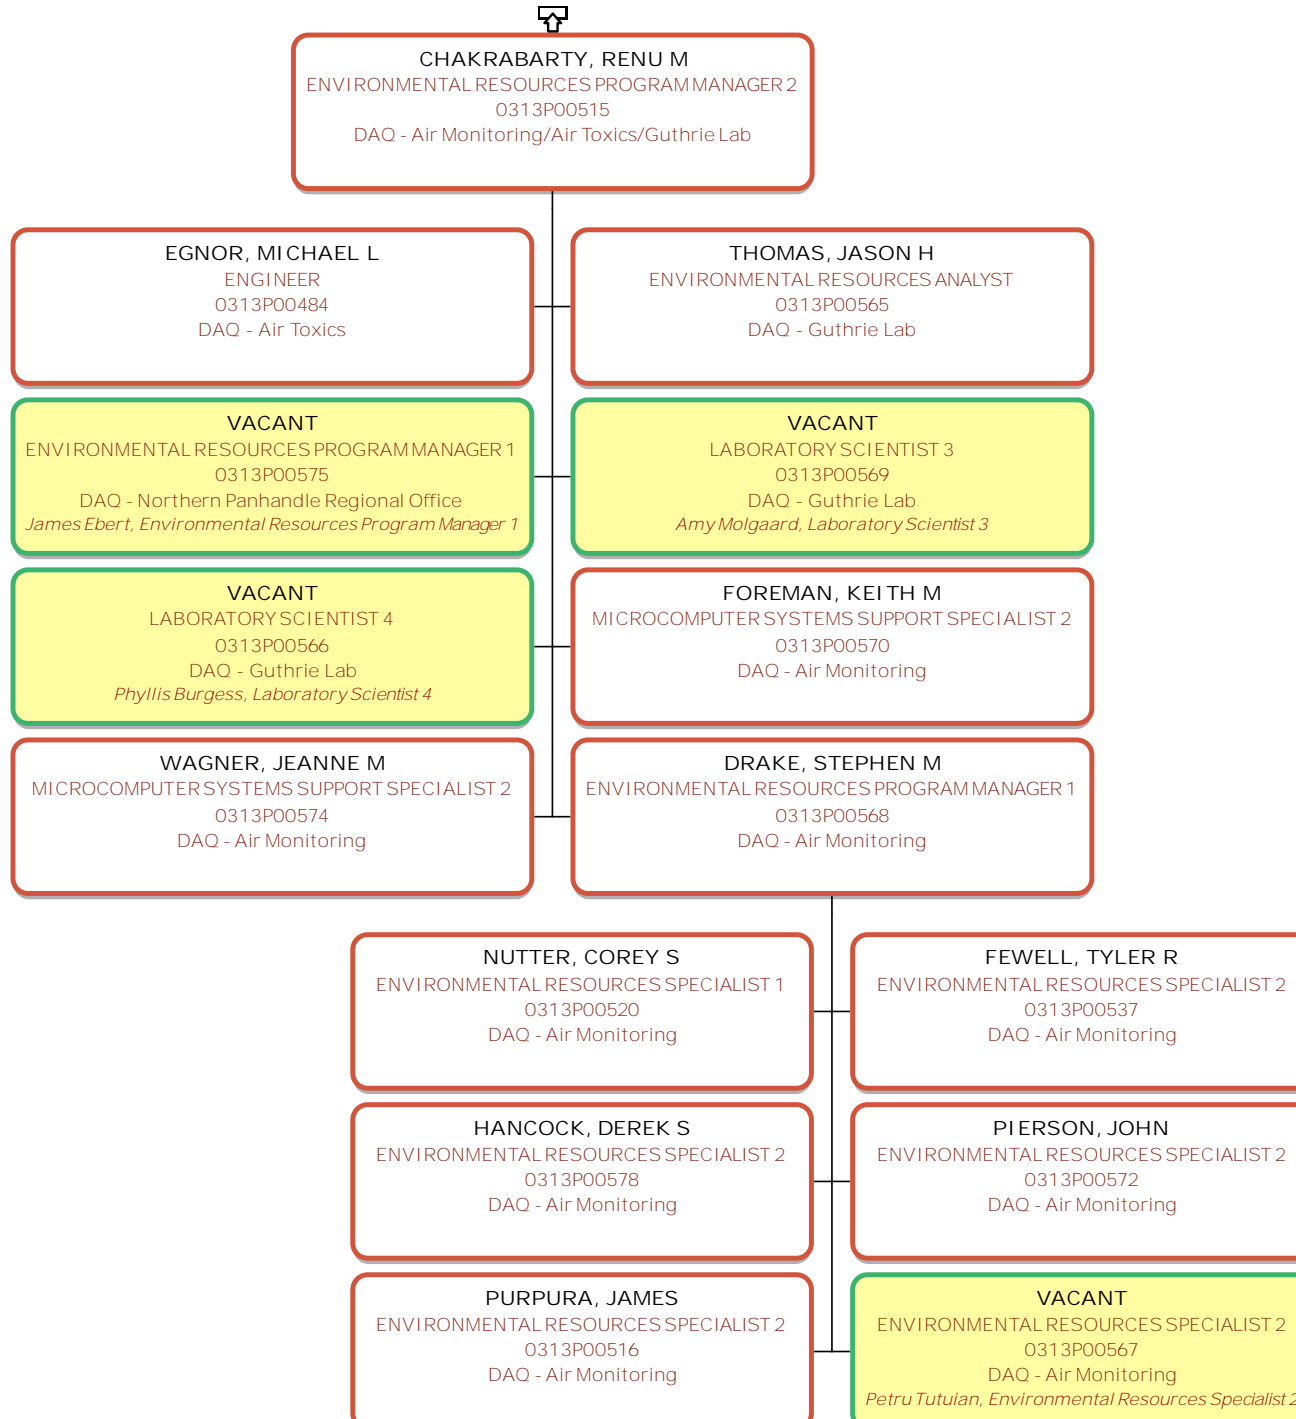 CHAKRABARTY, RENU M
ENVIRONMENTAL RESOURCES PROGRAM MANAGER 2
0313P00515
DAQ - Air Monitoring/Air Toxics/Guthrie Lab
EGNOR, MICHAEL L
ENGINEER
0313P00484
DAQ - Air Toxics
THOMAS, JASON H
ENVIRONMENTAL RESOURCES ANALYST
0313P00565
DAQ - Guthrie Lab
VACANT
ENVIRONMENTAL RESOURCES PROGRAM MANAGER 1
0313P00575
DAQ - Northern Panhandle Regional Office
James Ebert, Environmental Resources Program Manager 1
VACANT
LABORATORY SCIENTIST 3
0313P00569
DAQ - Guthrie Lab
Amy Molgaard, Laboratory Scientist 3
VACANT
LABORATORY SCIENTIST 4
0313P00566
DAQ - Guthrie Lab
Phyllis Burgess, Laboratory Scientist 4
FOREMAN, KEITH M
MICROCOMPUTER SYSTEMS SUPPORT SPECIALIST 2
0313P00570
DAQ - Air Monitoring
WAGNER, JEANNE M
MICROCOMPUTER SYSTEMS SUPPORT SPECIALIST 2
0313P00574
DAQ - Air Monitoring
DRAKE, STEPHEN M
ENVIRONMENTAL RESOURCES PROGRAM MANAGER 1
0313P00568
DAQ - Air Monitoring
NUTTER, COREY S
ENVIRONMENTAL RESOURCES SPECIALIST 1
0313P00520
DAQ - Air Monitoring
FEWELL, TYLER R
ENVIRONMENTAL RESOURCES SPECIALIST 2
0313P00537
DAQ - Air Monitoring
HANCOCK, DEREK S
ENVIRONMENTAL RESOURCES SPECIALIST 2
0313P00578
DAQ - Air Monitoring
PIERSON, JOHN
ENVIRONMENTAL RESOURCES SPECIALIST 2
0313P00572
DAQ - Air Monitoring
PURPURA, JAMES
ENVIRONMENTAL RESOURCES SPECIALIST 2
0313P00516
DAQ - Air Monitoring
VACANT
ENVIRONMENTAL RESOURCES SPECIALIST 2
0313P00567
DAQ - Air Monitoring
Petru Tutuian, Environmental Resources Specialist 2